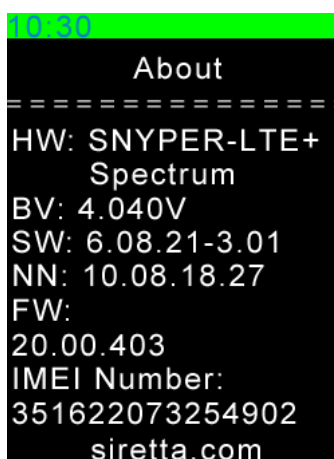 10:30
About
==============
HW: SNYPER-LTE+
Spectrum
BV: 4.040V
SW: 6.08.21-3.01
NN: 10.08.18.27
FW:
20.00.403
IMEI Number:
351622073254902
siretta.com